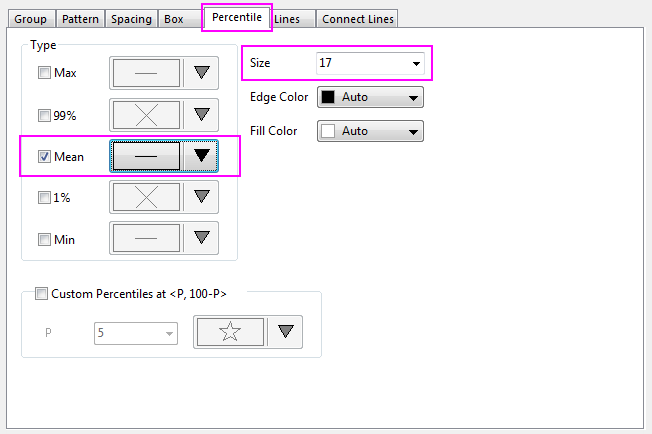 Group Pattern Spacing Box Percentile Lines Connect Lines
Type
Max
99%
Mean
1%
Min
Size 17
Edge Color Auto
Fill Color Auto
Custom Percentiles at <P, 100-P>
P 5